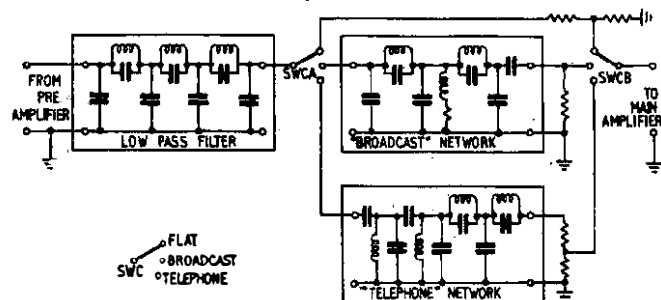 FROM
PRE
AMPLIFIER
LOW PASS FILTER
SWCA
"BROADCAST" NETWORK
SWCB
TO
MAIN
AMPLIFIER
FLAT
BROADCAST
TELEPHONE
SWC
"TELEPHONE" NETWORK